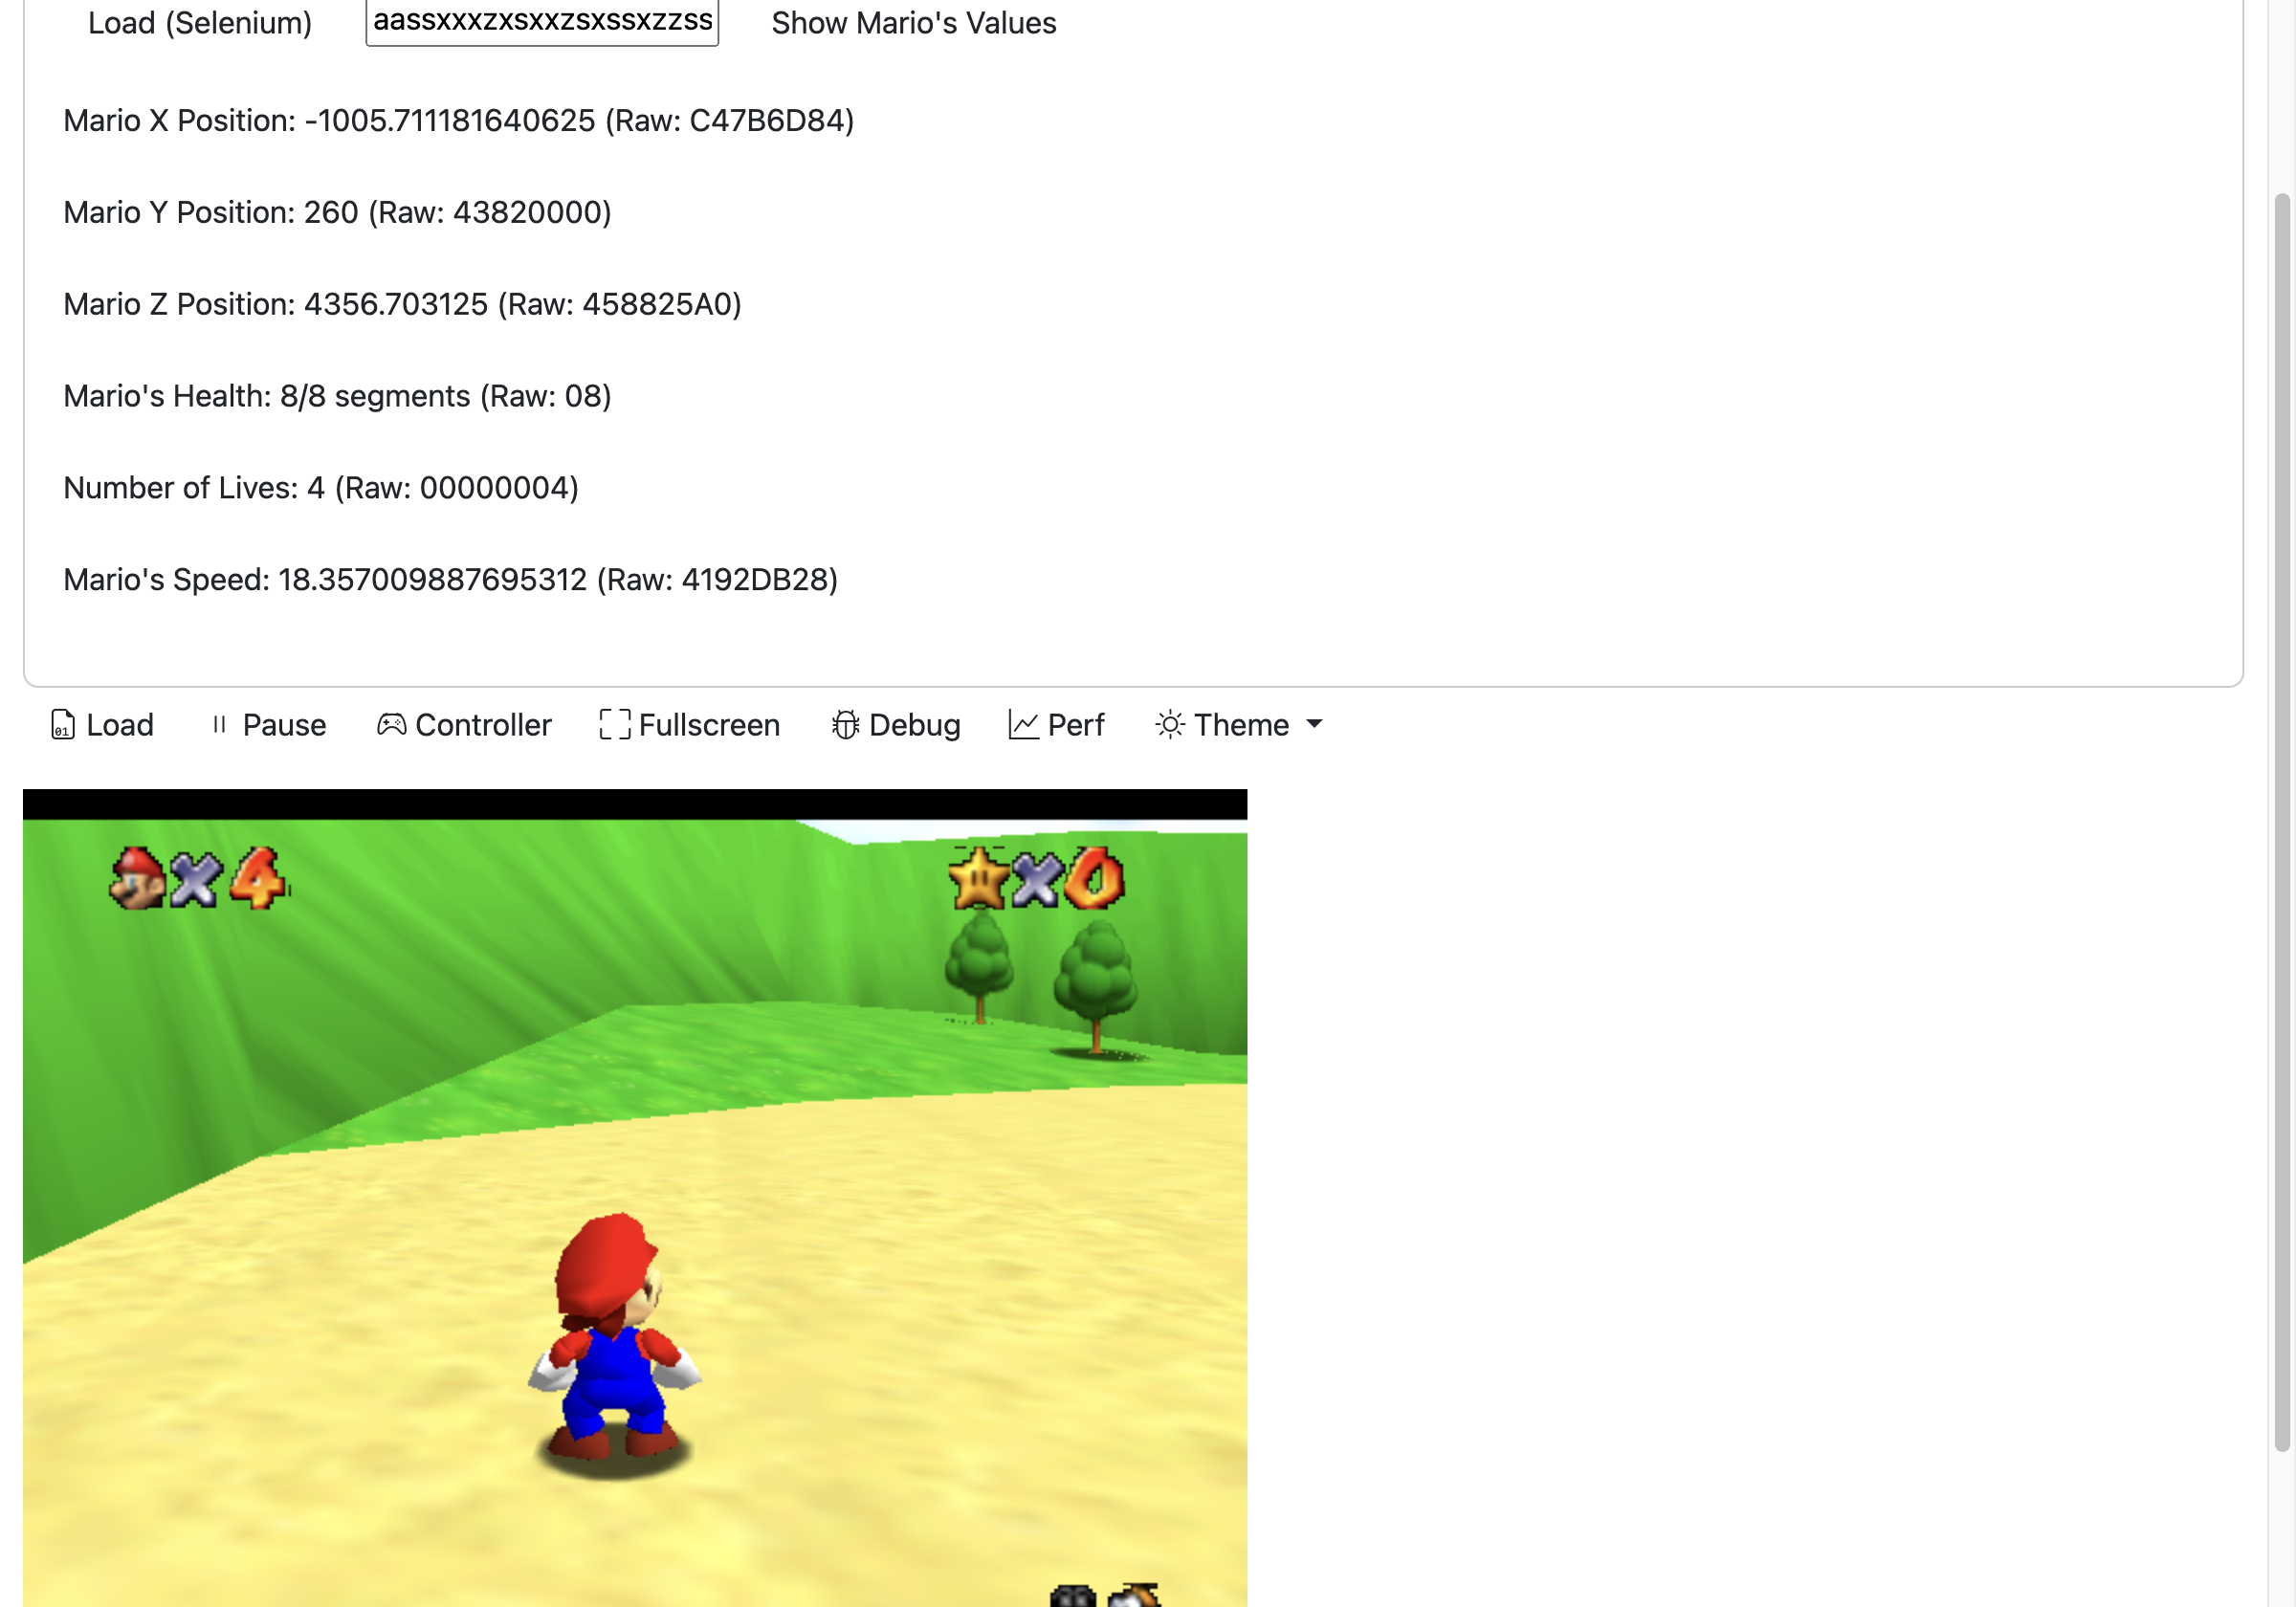 Load (Selenium) aassxxxzxsxxzsxssxzzss Show Mario's Values
Mario X Position: -1005.711181640625 (Raw: C47B6D84)
Mario Y Position: 260 (Raw: 43820000)
Mario Z Position: 4356.703125 (Raw: 458825A0)
Mario's Health: 8/8 segments (Raw: 08)
Number of Lives: 4 (Raw: 00000004)
Mario's Speed: 18.357009887695312 (Raw: 4192DB28)
01 Load Pause Controller Fullscreen Debug Perf Theme
×4 ×0